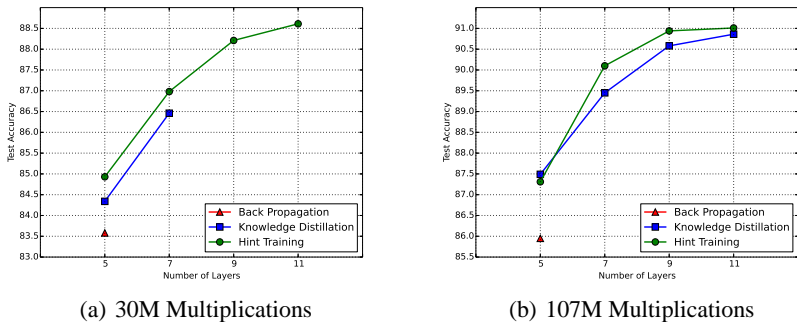 88.5
88.0
87.5
87.0
86.5
86.0
85.5
85.0
84.5
84.0
83.5
83.0
Test Accuracy
5 7 9 11
Number of Layers
Back Propagation
Knowledge Distillation
Hint Training
(a) 30M Multiplications
91.0
90.5
90.0
89.5
89.0
88.5
88.0
87.5
87.0
86.5
86.0
85.5
Test Accuracy
5 7 9 11
Number of Layers
Back Propagation
Knowledge Distillation
Hint Training
(b) 107M Multiplications